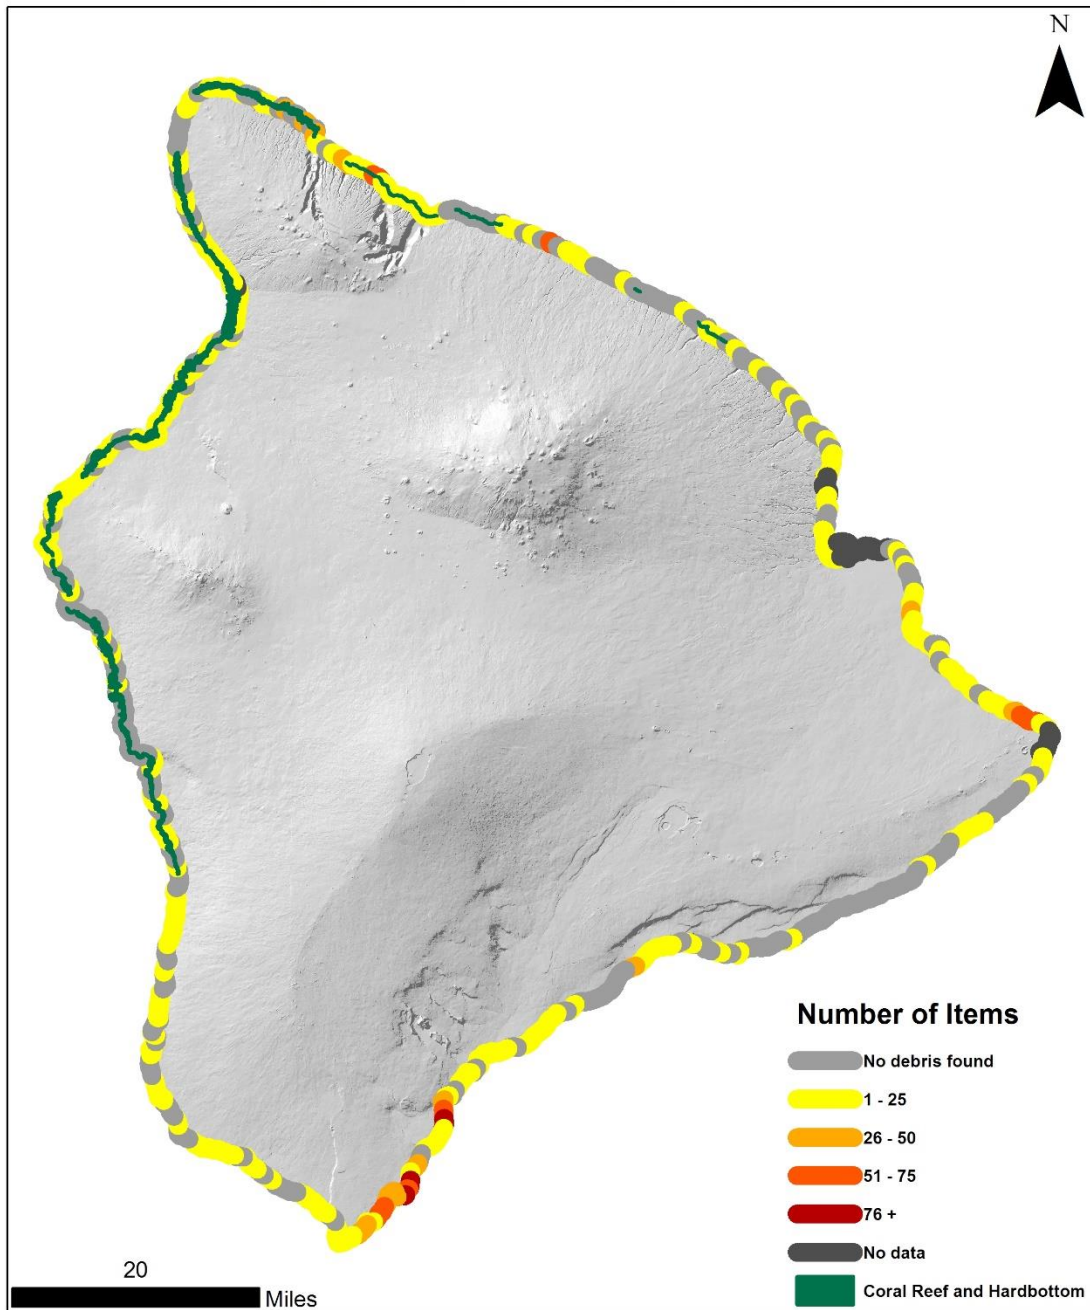 N
Number of Items
No debris found
1 - 25
26 - 50
51 - 75
76 +
No data
Coral Reef and Hardbottom
20
Miles